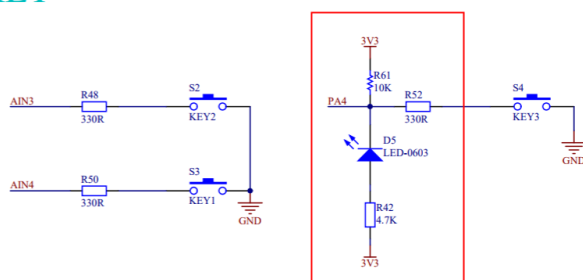 3V3
R61
10K
R48
S2
AIN3
330R
KEY2
PA4
R52
330R
S4
KEY3
GND
D5
LED-0603
R50
S3
AIN4
330R
KEY1
GND
R42
4.7K
3V3